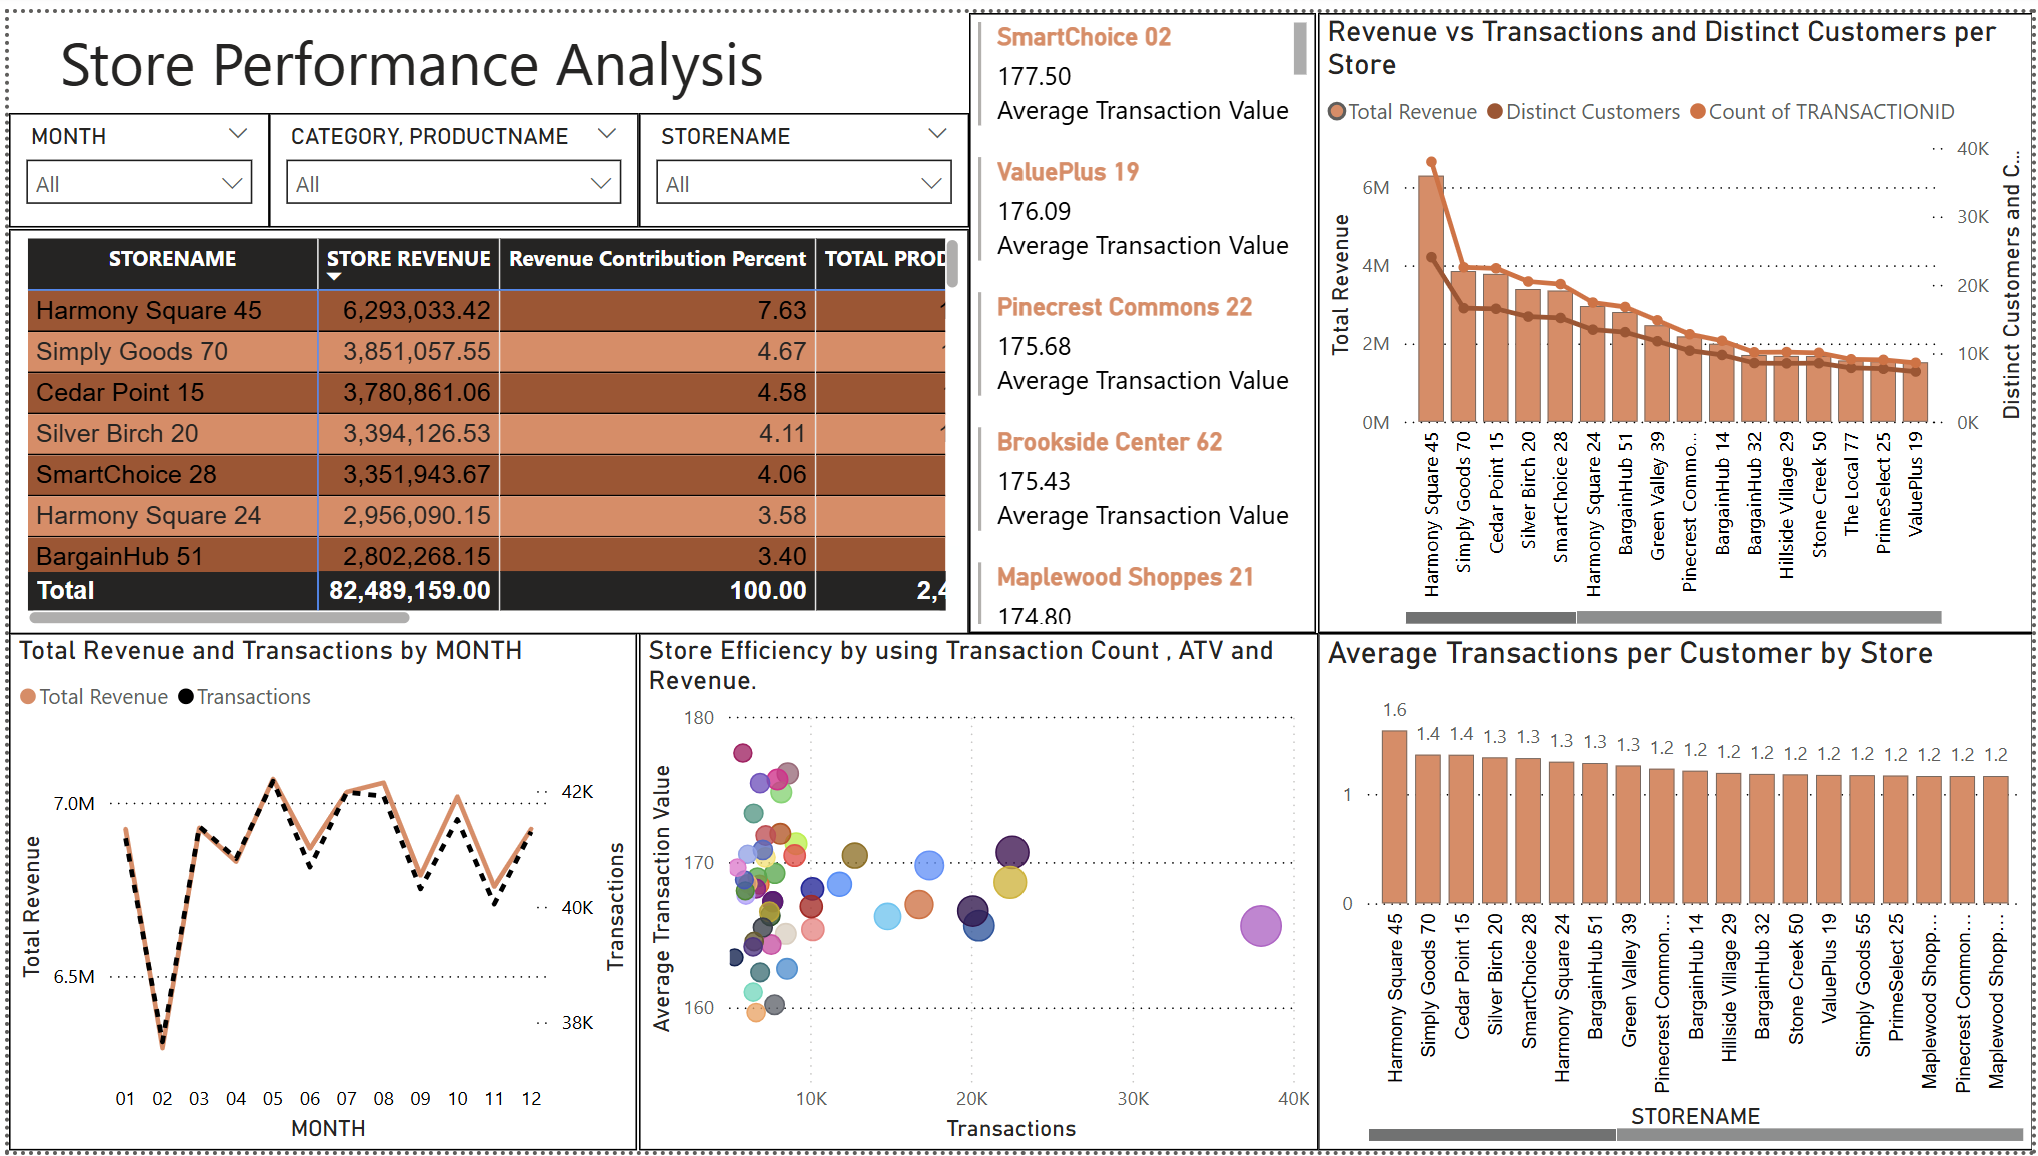 Store Performance Analysis
MONTH
All
CATEGORY, PRODUCTNAME
All
STORENAME
All
STORENAME STORE REVENUE Revenue Contribution Percent TOTAL PROD
Harmony Square 45 6,293,033.42 7.63
Simply Goods 70 3,851,057.55 4.67
Cedar Point 15 3,780,861.06 4.58
Silver Birch 20 3,394,126.53 4.11
SmartChoice 28 3,351,943.67 4.06
Harmony Square 24 2,956,090.15 3.58
BargainHub 51 2,802,268.15 3.40
Total 82,489,159.00 100.00 2,4
SmartChoice 02
177.50
Average Transaction Value
ValuePlus 19
176.09
Average Transaction Value
Pinecrest Commons 22
175.68
Average Transaction Value
Brookside Center 62
175.43
Average Transaction Value
Maplewood Shoppes 21
174.80
Revenue vs Transactions and Distinct Customers per
Store
Total Revenue Distinct Customers Count of TRANSACTIONID
Total Revenue
6M
4M
2M
0M
40K
30K
20K
10K
0K
Distinct Customers and C...
Harmony Square 45
Simply Goods 70
Cedar Point 15
Silver Birch 20
SmartChoice 28
Harmony Square 24
BargainHub 51
Green Valley 39
Pinecrest Commo...
BargainHub 14
BargainHub 32
Hillside Village 29
Stone Creek 50
The Local 77
PrimeSelect 25
ValuePlus 19
Total Revenue and Transactions by MONTH
Total Revenue Transactions
Total Revenue
7.0M
6.5M
42K
40K
38K
Transactions
01 02 03 04 05 06 07 08 09 10 11 12
MONTH
Store Efficiency by using Transaction Count , ATV and
Revenue.
Average Transaction Value
180
170
160
10K 20K 30K 40K
Transactions
Average Transactions per Customer by Store
1.6 1.4 1.4 1.3 1.3 1.3 1.3 1.3 1.2 1.2 1.2 1.2 1.2 1.2 1.2 1.2 1.2 1.2 1.2
1
0
Harmony Square 45
Simply Goods 70
Cedar Point 15
Silver Birch 20
SmartChoice 28
Harmony Square 24
BargainHub 51
Green Valley 39
Pinecrest Common...
BargainHub 14
Hillside Village 29
BargainHub 32
Stone Creek 50
ValuePlus 19
Simply Goods 55
PrimeSelect 25
Maplewood Shopp...
Pinecrest Common...
Maplewood Shopp...
STORENAME